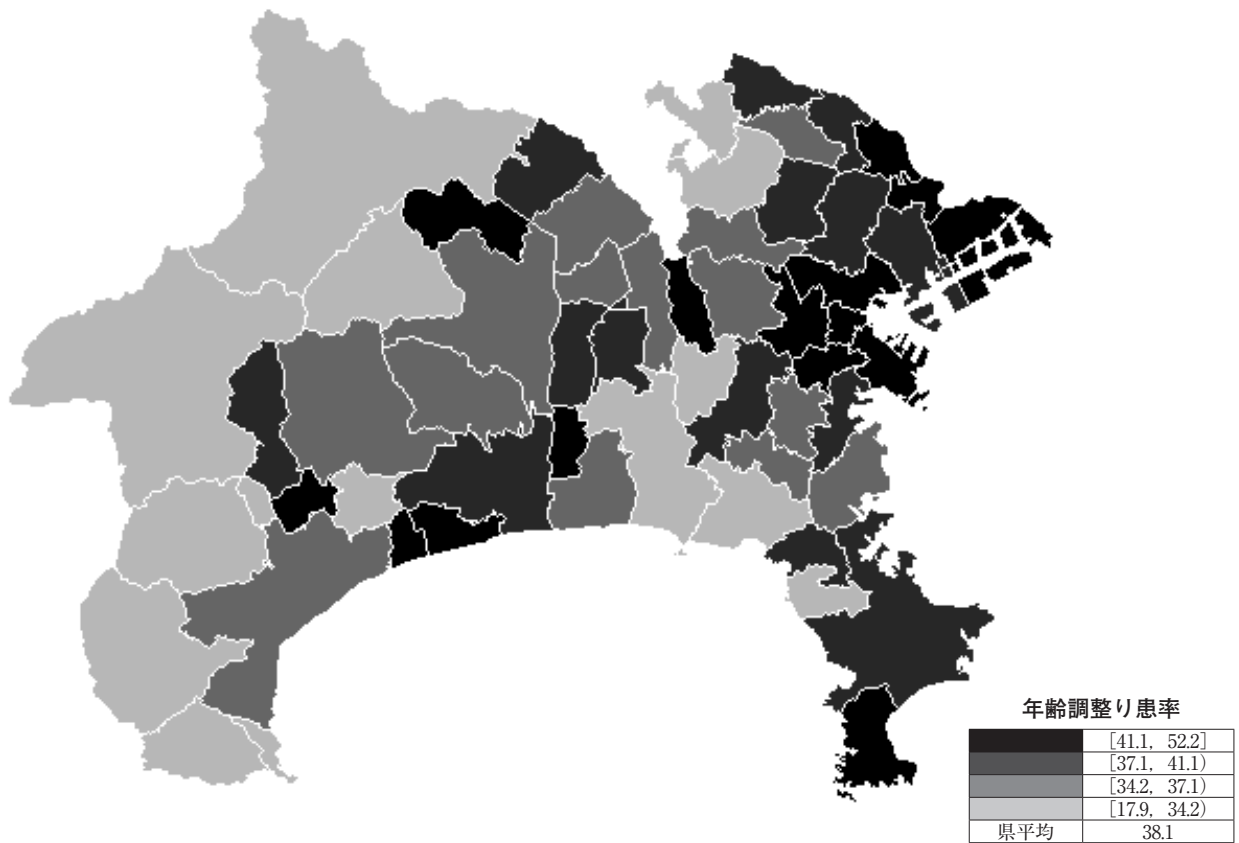 年齢調整り患率
[41.1, 52.2]
[37.1, 41.1)
[34.2, 37.1)
[17.9, 34.2)
県平均 38.1